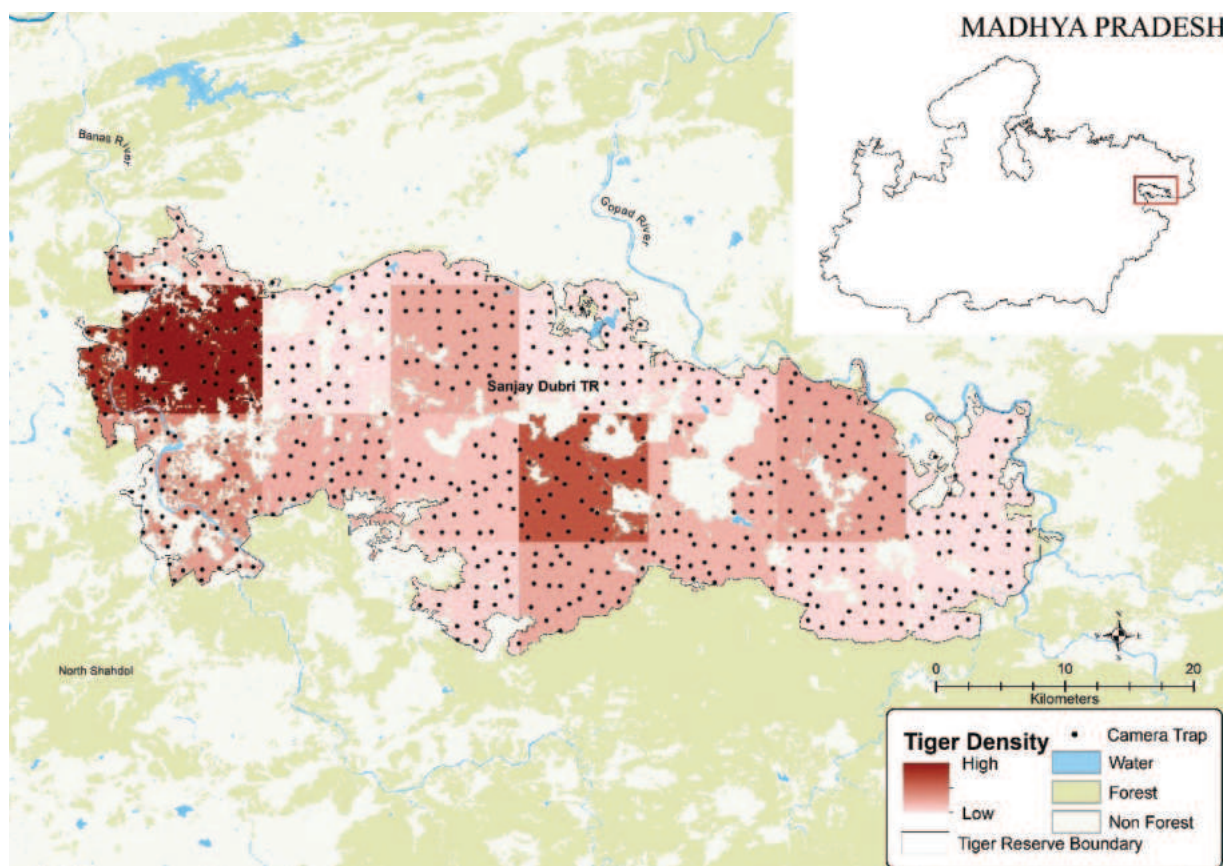 MADHYA PRADESH
Banas River
Gopad River
Sanjay Dubri TR
North Shahdol
N
S
E
0 10 20
Kilometers
Tiger Density
High
Low
Tiger Reserve Boundary
Camera Trap
Water
Forest
Non Forest